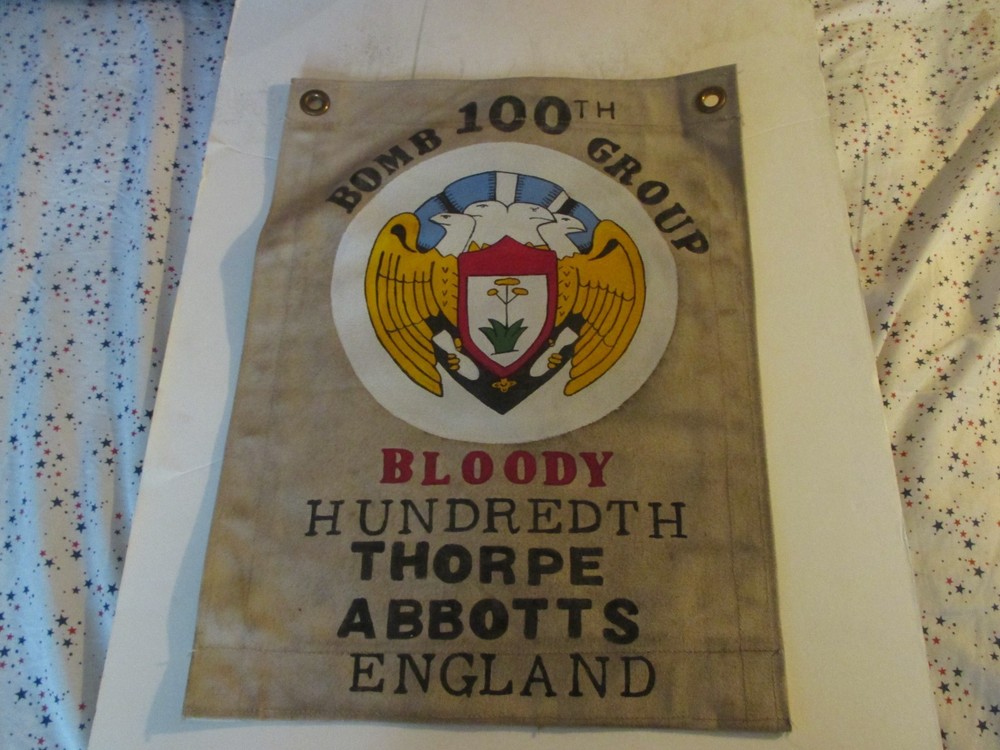 100TH
BOMB GROUP
BLOODY
HUNDREDTH
THORPE
ABBOTTS
ENGLAND